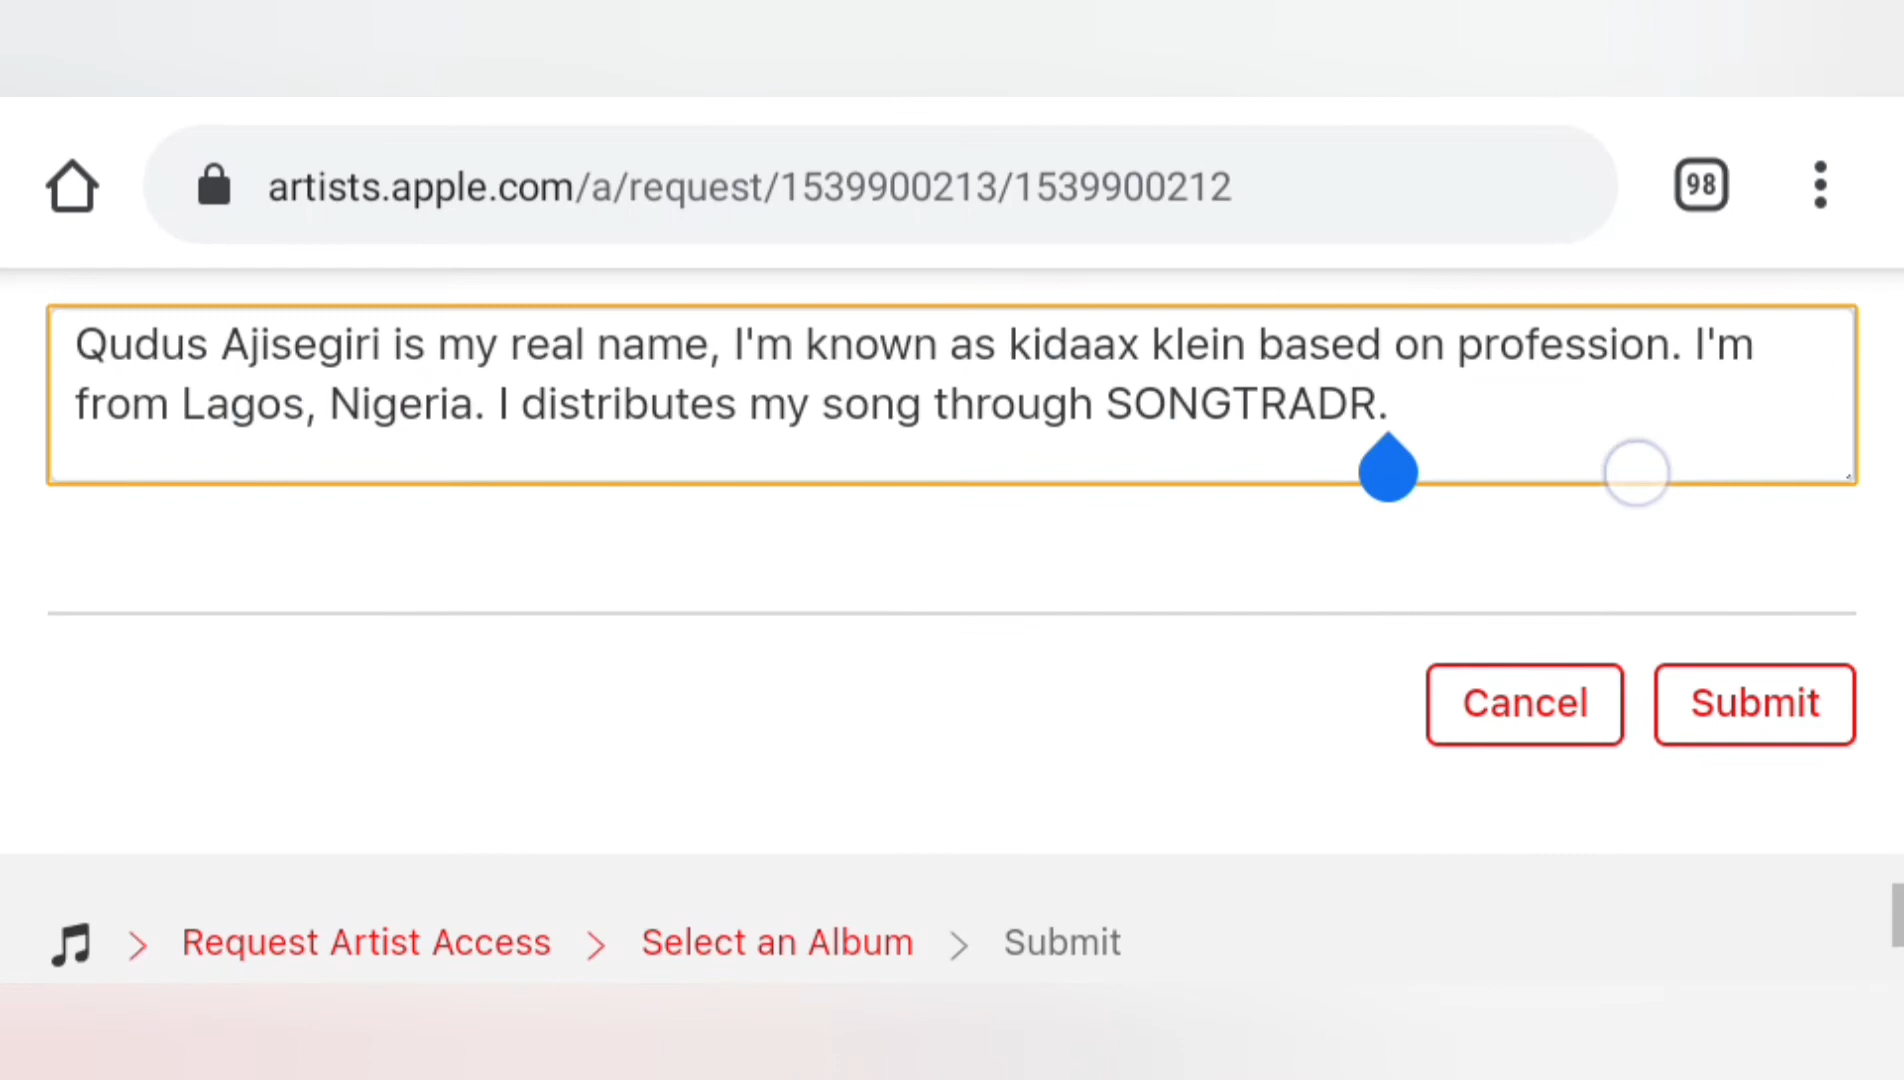 artists.apple.com/a/request/1539900213/1539900212
98
Qudus Ajisegiri is my real name, I'm known as kidaax klein based on profession. I'm
from Lagos, Nigeria. I distributes my song through SONGTRADR.
Cancel
Submit
Request Artist Access > Select an Album > Submit